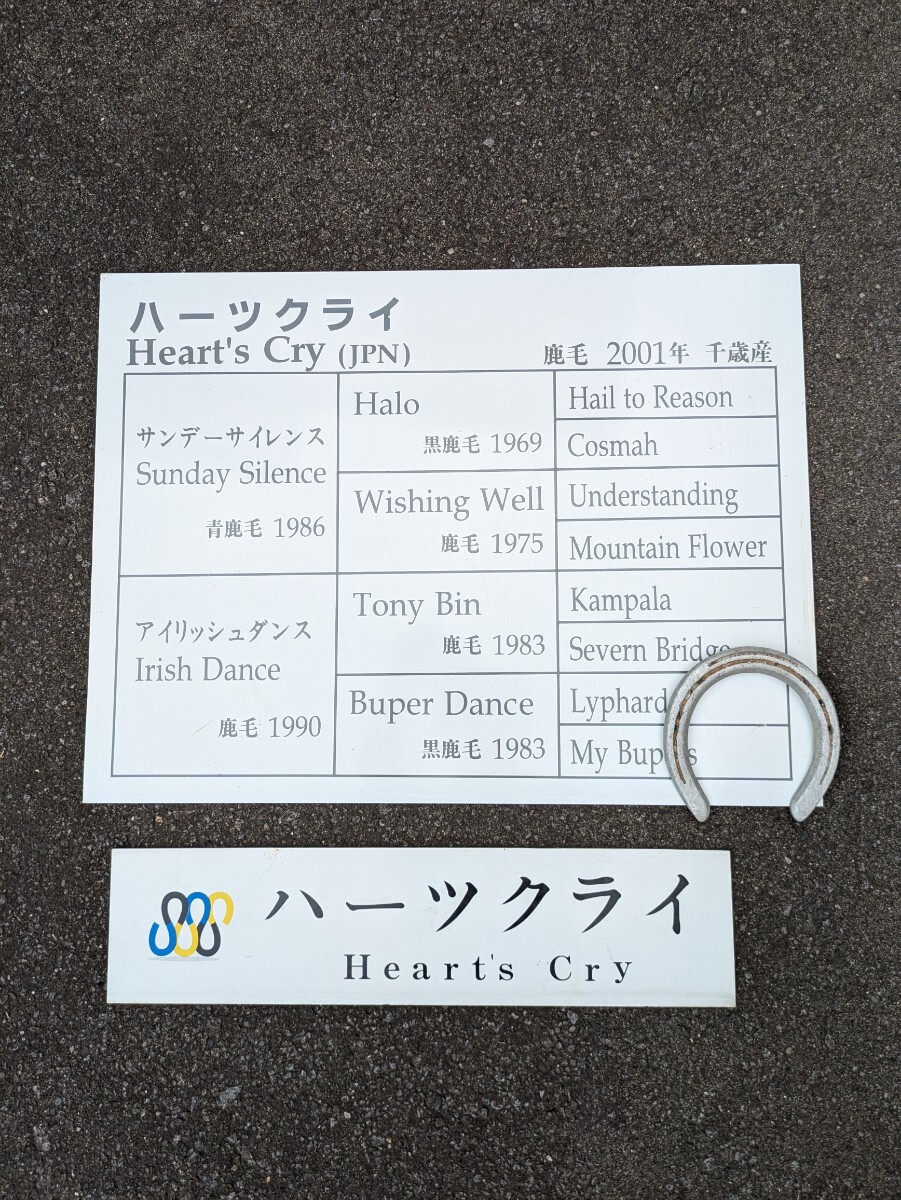 ハーツクライ
Heart's Cry (JPN)
鹿毛 2001年 千歳産
サンデーサイレンス
Sunday Silence
青鹿毛 1986
アイリッシュダンス
Irish Dance
鹿毛 1990
Halo
黒鹿毛 1969
Wishing Well
鹿毛 1975
Tony Bin
鹿毛 1983
Buper Dance
黒鹿毛 1983
Hail to Reason
Cosmah
Understanding
Mountain Flower
Kampala
Severn Bridge
Lyphard
My
ハーツクライ
Heart's Cry